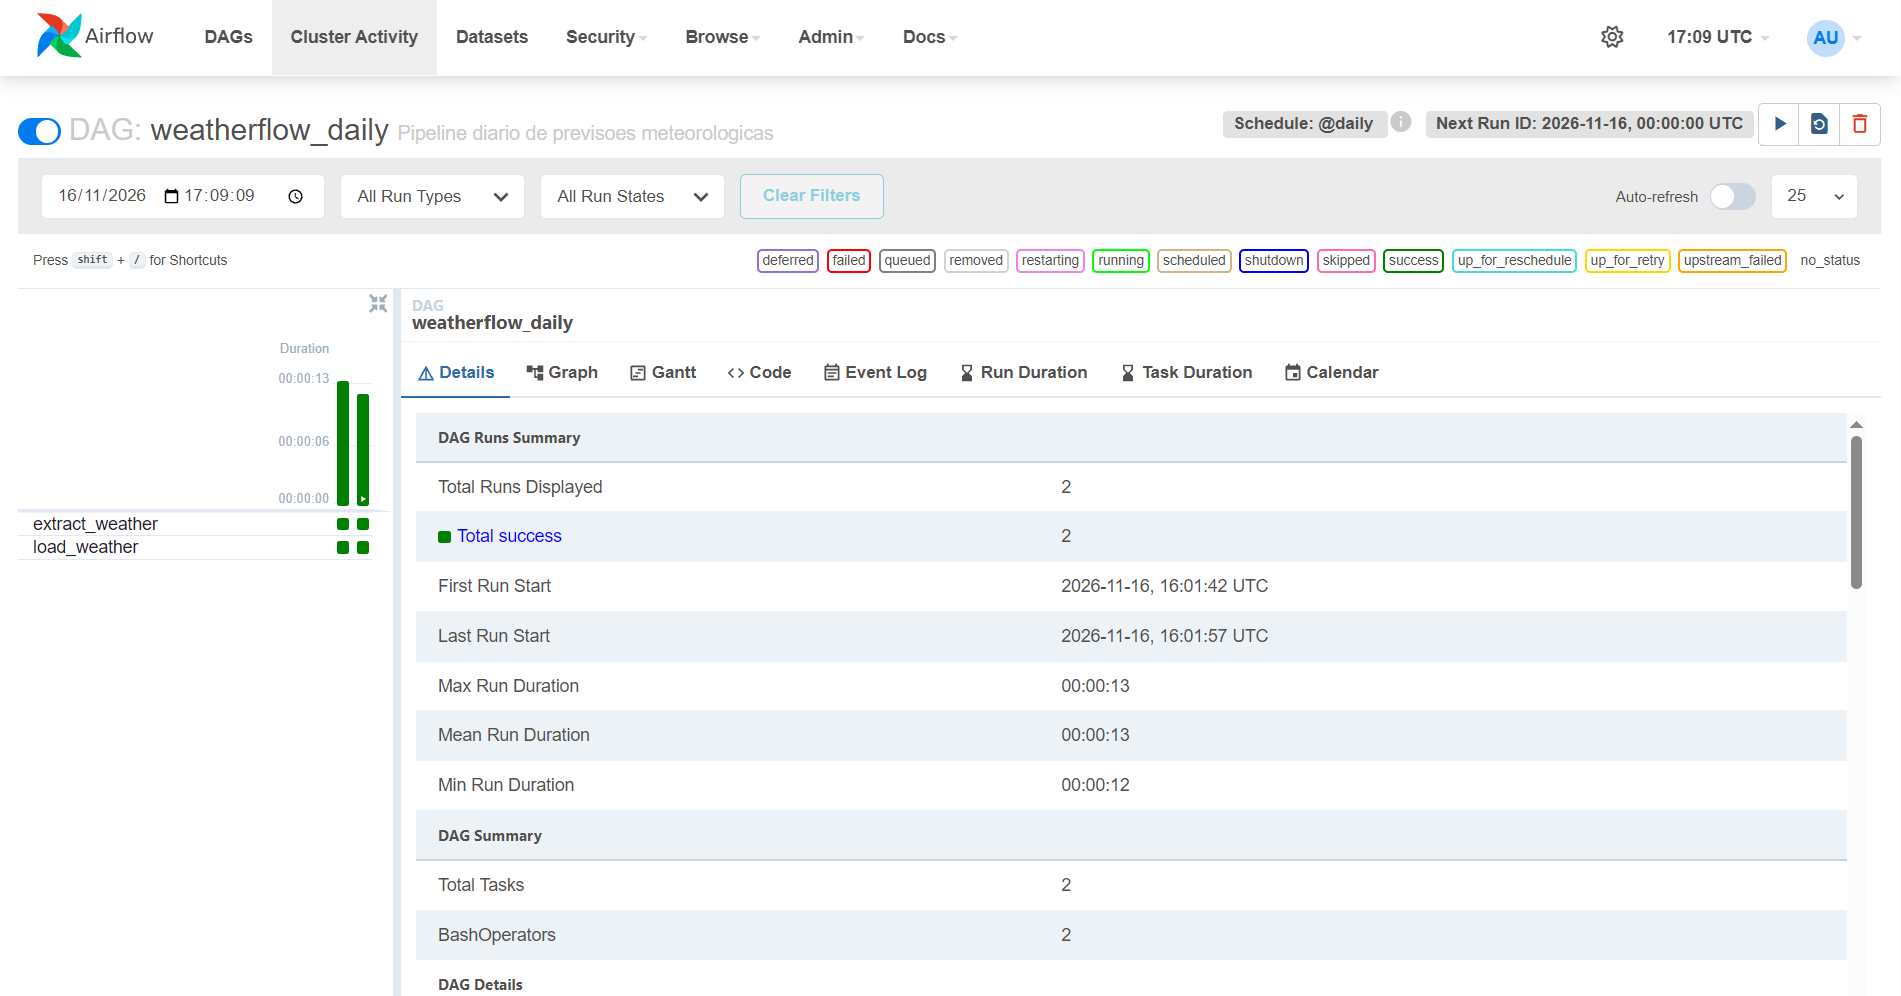 Airflow DAGs Cluster Activity Datasets Security Browse Admin Docs 17:09 UTC AU
DAG: weatherflow_daily Pipeline diario de previsoes meteorologicas Schedule: @daily Next Run ID: 2026-11-16, 00:00:00 UTC
16/11/2026 17:09:09 All Run Types All Run States Clear Filters Auto-refresh 25
Press shift + / for Shortcuts deferred failed queued removed restarting running scheduled shutdown skipped success up_for_reschedule up_for_retry upstream_failed no_status
Duration
00:00:13
00:00:06
00:00:00
extract_weather
load_weather
DAG
weatherflow_daily
Details Graph Gantt Code Event Log Run Duration Task Duration Calendar
DAG Runs Summary
Total Runs Displayed 2
Total success 2
First Run Start 2026-11-16, 16:01:42 UTC
Last Run Start 2026-11-16, 16:01:57 UTC
Max Run Duration 00:00:13
Mean Run Duration 00:00:13
Min Run Duration 00:00:12
DAG Summary
Total Tasks 2
BashOperators 2
DAG Details